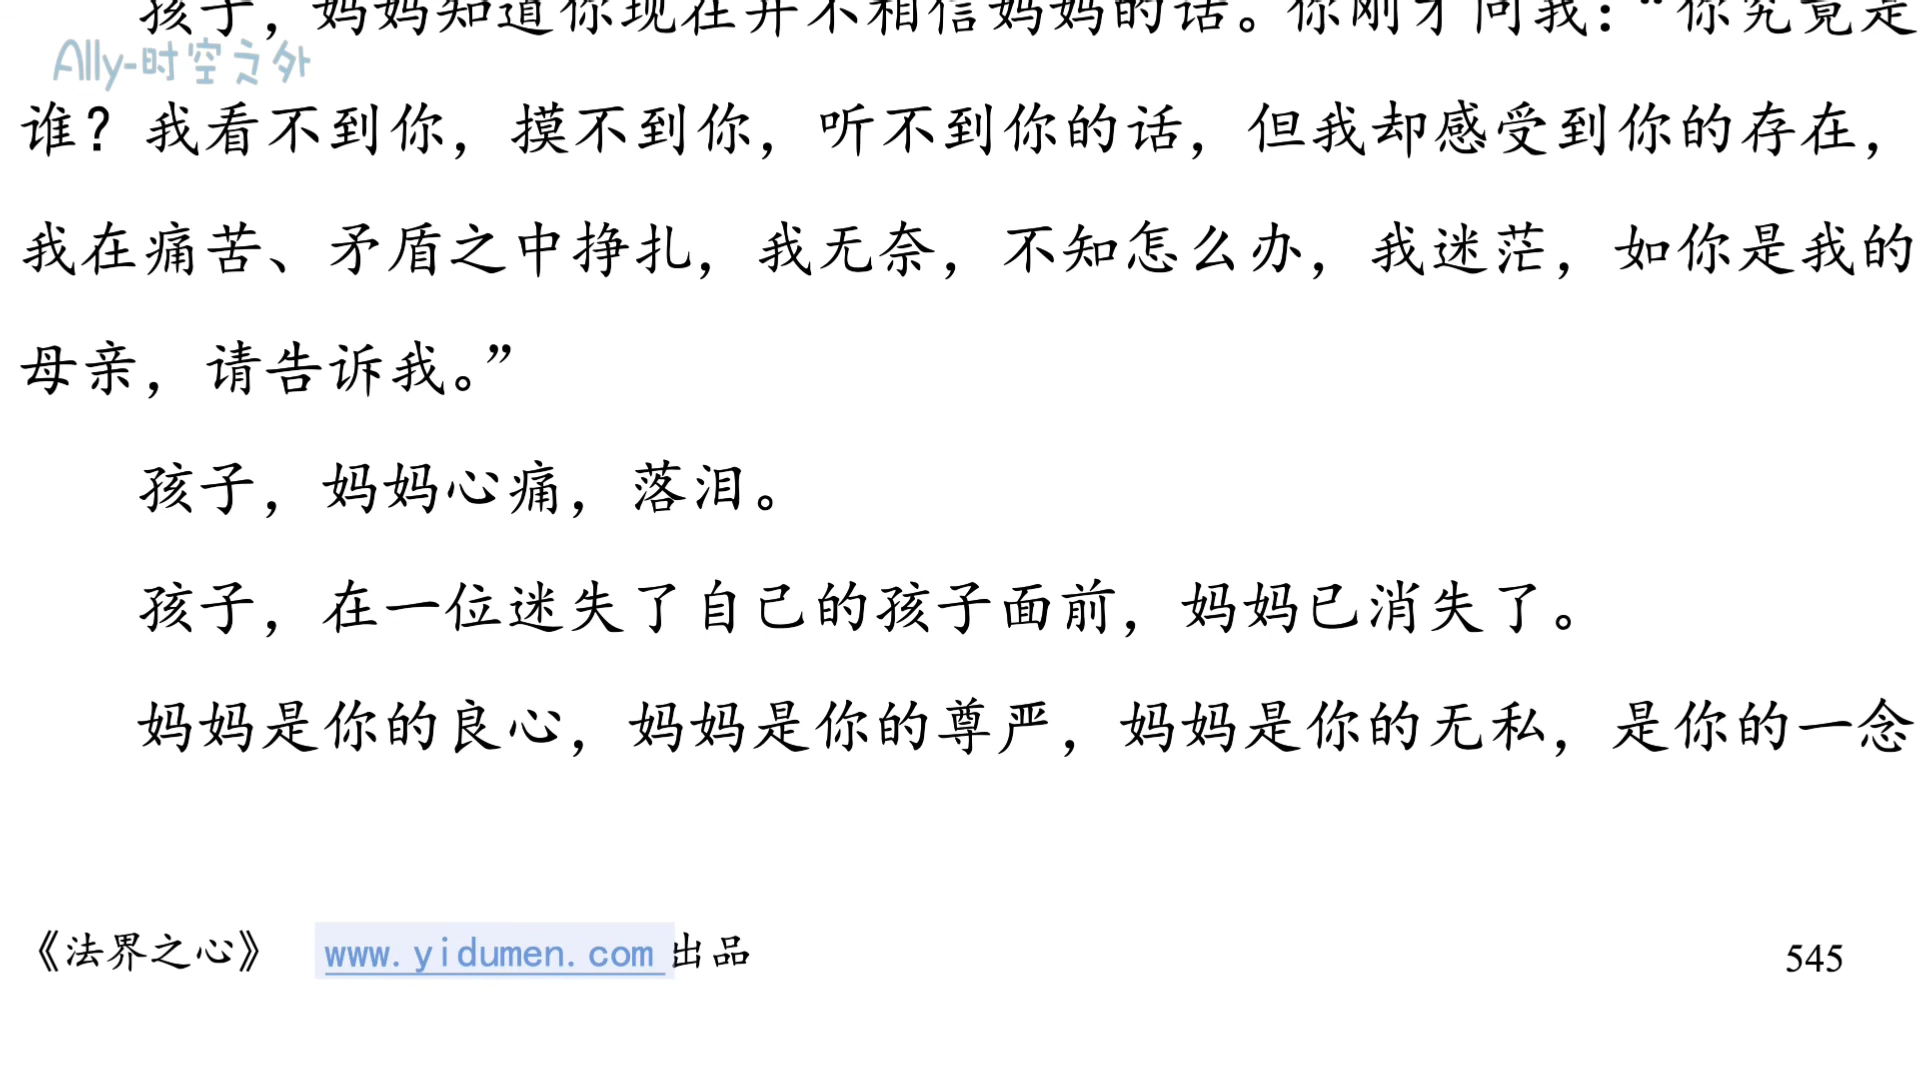 孩子，妈妈知道你现在并不相信妈妈的话。你刚才问我：“你究竟是
Ally-时空之外
谁？我看不到你，摸不到你，听不到你的话，但我却感受到你的存在，
我在痛苦、矛盾之中挣扎，我无奈，不知怎么办，我迷茫，如你是我的
母亲，请告诉我。”
孩子，妈妈心痛，落泪。
孩子，在一位迷失了自己的孩子面前，妈妈已消失了。
妈妈是你的良心，妈妈是你的尊严，妈妈是你的无私，是你的一念
《法界之心》 www.yidumen.com 出品 545